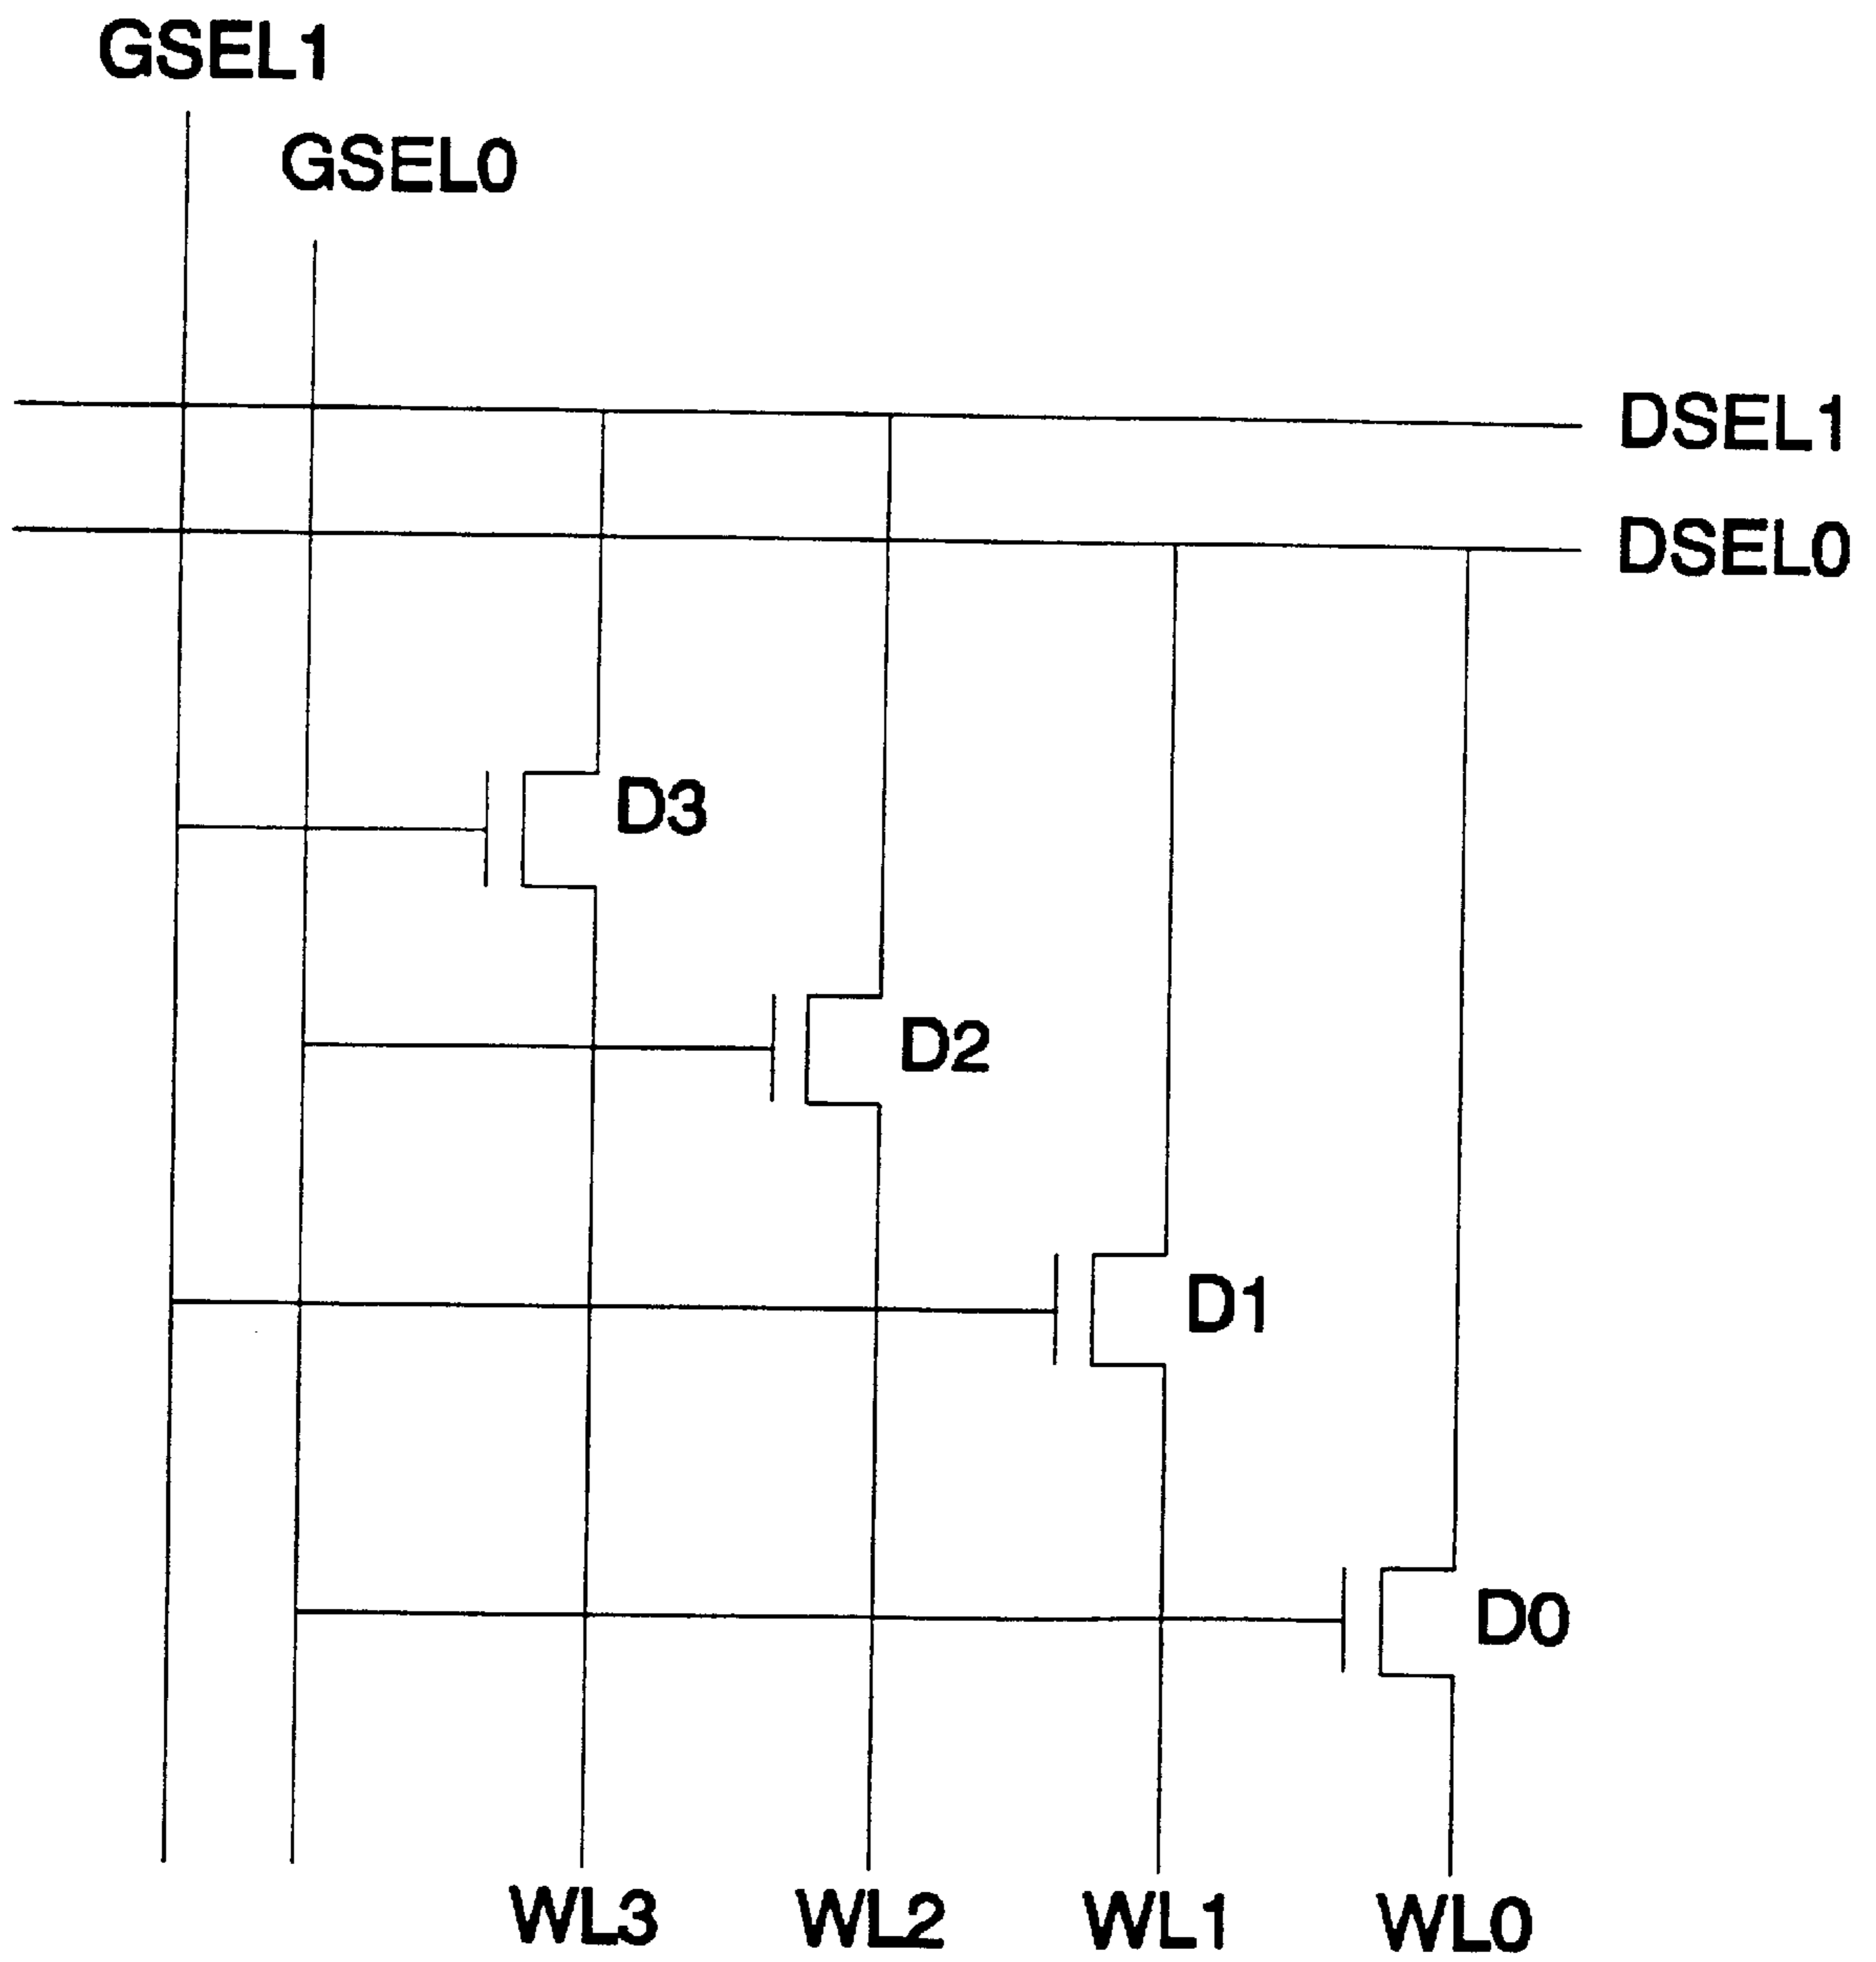 GSEL1
GSEL0
DSEL1
DSEL0
D3
D2
D1
D0
WL3 WL2 WL1 WL0